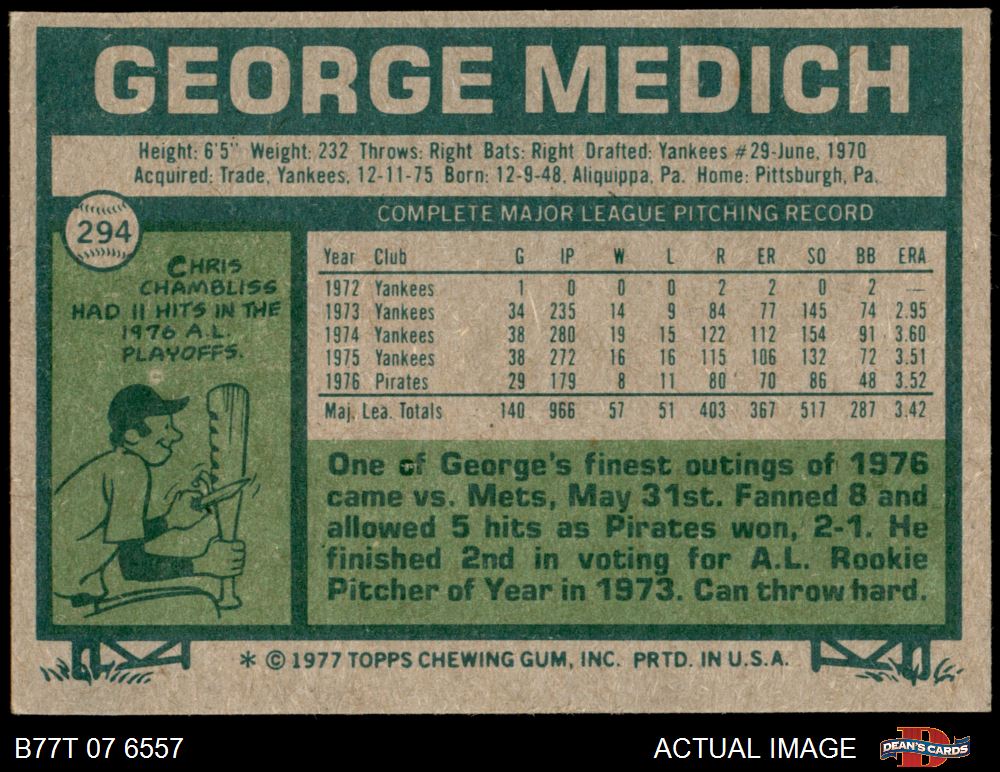 GEORGE MEDICH
Height: 6'5" Weight: 232 Throws: Right Bats: Right Drafted: Yankees #29-June, 1970
Acquired: Trade, Yankees, 12-11-75 Born: 12-9-48, Aliquippa, Pa. Home: Pittsburgh, Pa.
294
CHRIS
CHAMBLISS
HAD 11 HITS IN THE
1976 A.L.
PLAYOFFS.
COMPLETE MAJOR LEAGUE PITCHING RECORD
Year Club G IP W L R ER SO BB ERA
1972 Yankees 1 0 0 0 2 2 0 2 —
1973 Yankees 34 235 14 9 84 77 145 74 2.95
1974 Yankees 38 280 19 15 122 112 154 91 3.60
1975 Yankees 38 272 16 16 115 106 132 72 3.51
1976 Pirates 29 179 8 11 80 70 86 48 3.52
Maj. Lea. Totals 140 966 57 51 403 367 517 287 3.42
One of George's finest outings of 1976
came vs. Mets, May 31st. Fanned 8 and
allowed 5 hits as Pirates won, 2-1. He
finished 2nd in voting for A.L. Rookie
Pitcher of Year in 1973. Can throw hard.
* © 1977 TOPPS CHEWING GUM, INC. PRTD. IN U.S.A.
B77T 07 6557
ACTUAL IMAGE
DEAN'S CARDS